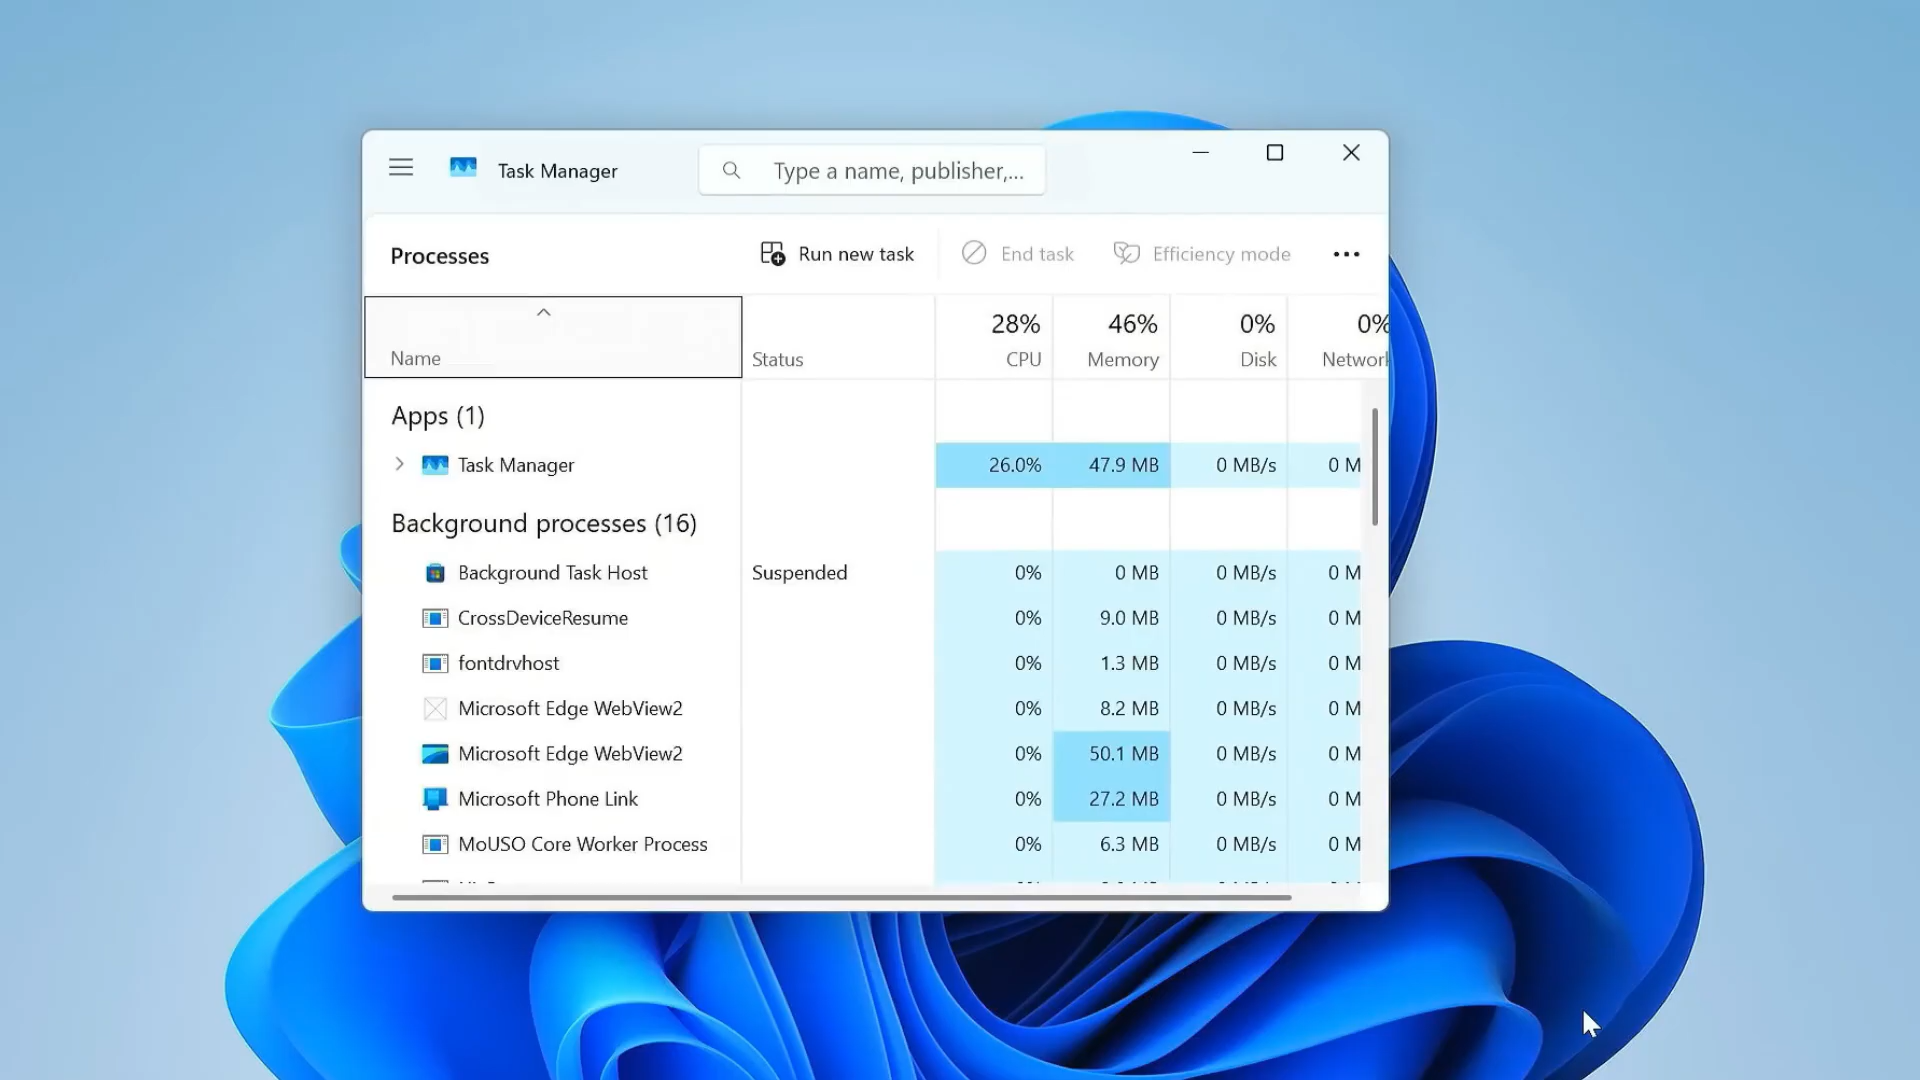 Task Manager
Type a name, publisher,...
Processes
Run new task
End task
Efficiency mode
28% 46% 0% 0%
Name Status CPU Memory Disk Network
Apps (1)
Task Manager 26.0% 47.9 MB 0 MB/s 0 M
Background processes (16)
Background Task Host Suspended 0% 0 MB 0 MB/s 0 M
CrossDeviceResume 0% 9.0 MB 0 MB/s 0 M
fontdrvhost 0% 1.3 MB 0 MB/s 0 M
Microsoft Edge WebView2 0% 8.2 MB 0 MB/s 0 M
Microsoft Edge WebView2 0% 50.1 MB 0 MB/s 0 M
Microsoft Phone Link 0% 27.2 MB 0 MB/s 0 M
MoUSO Core Worker Process 0% 6.3 MB 0 MB/s 0 M